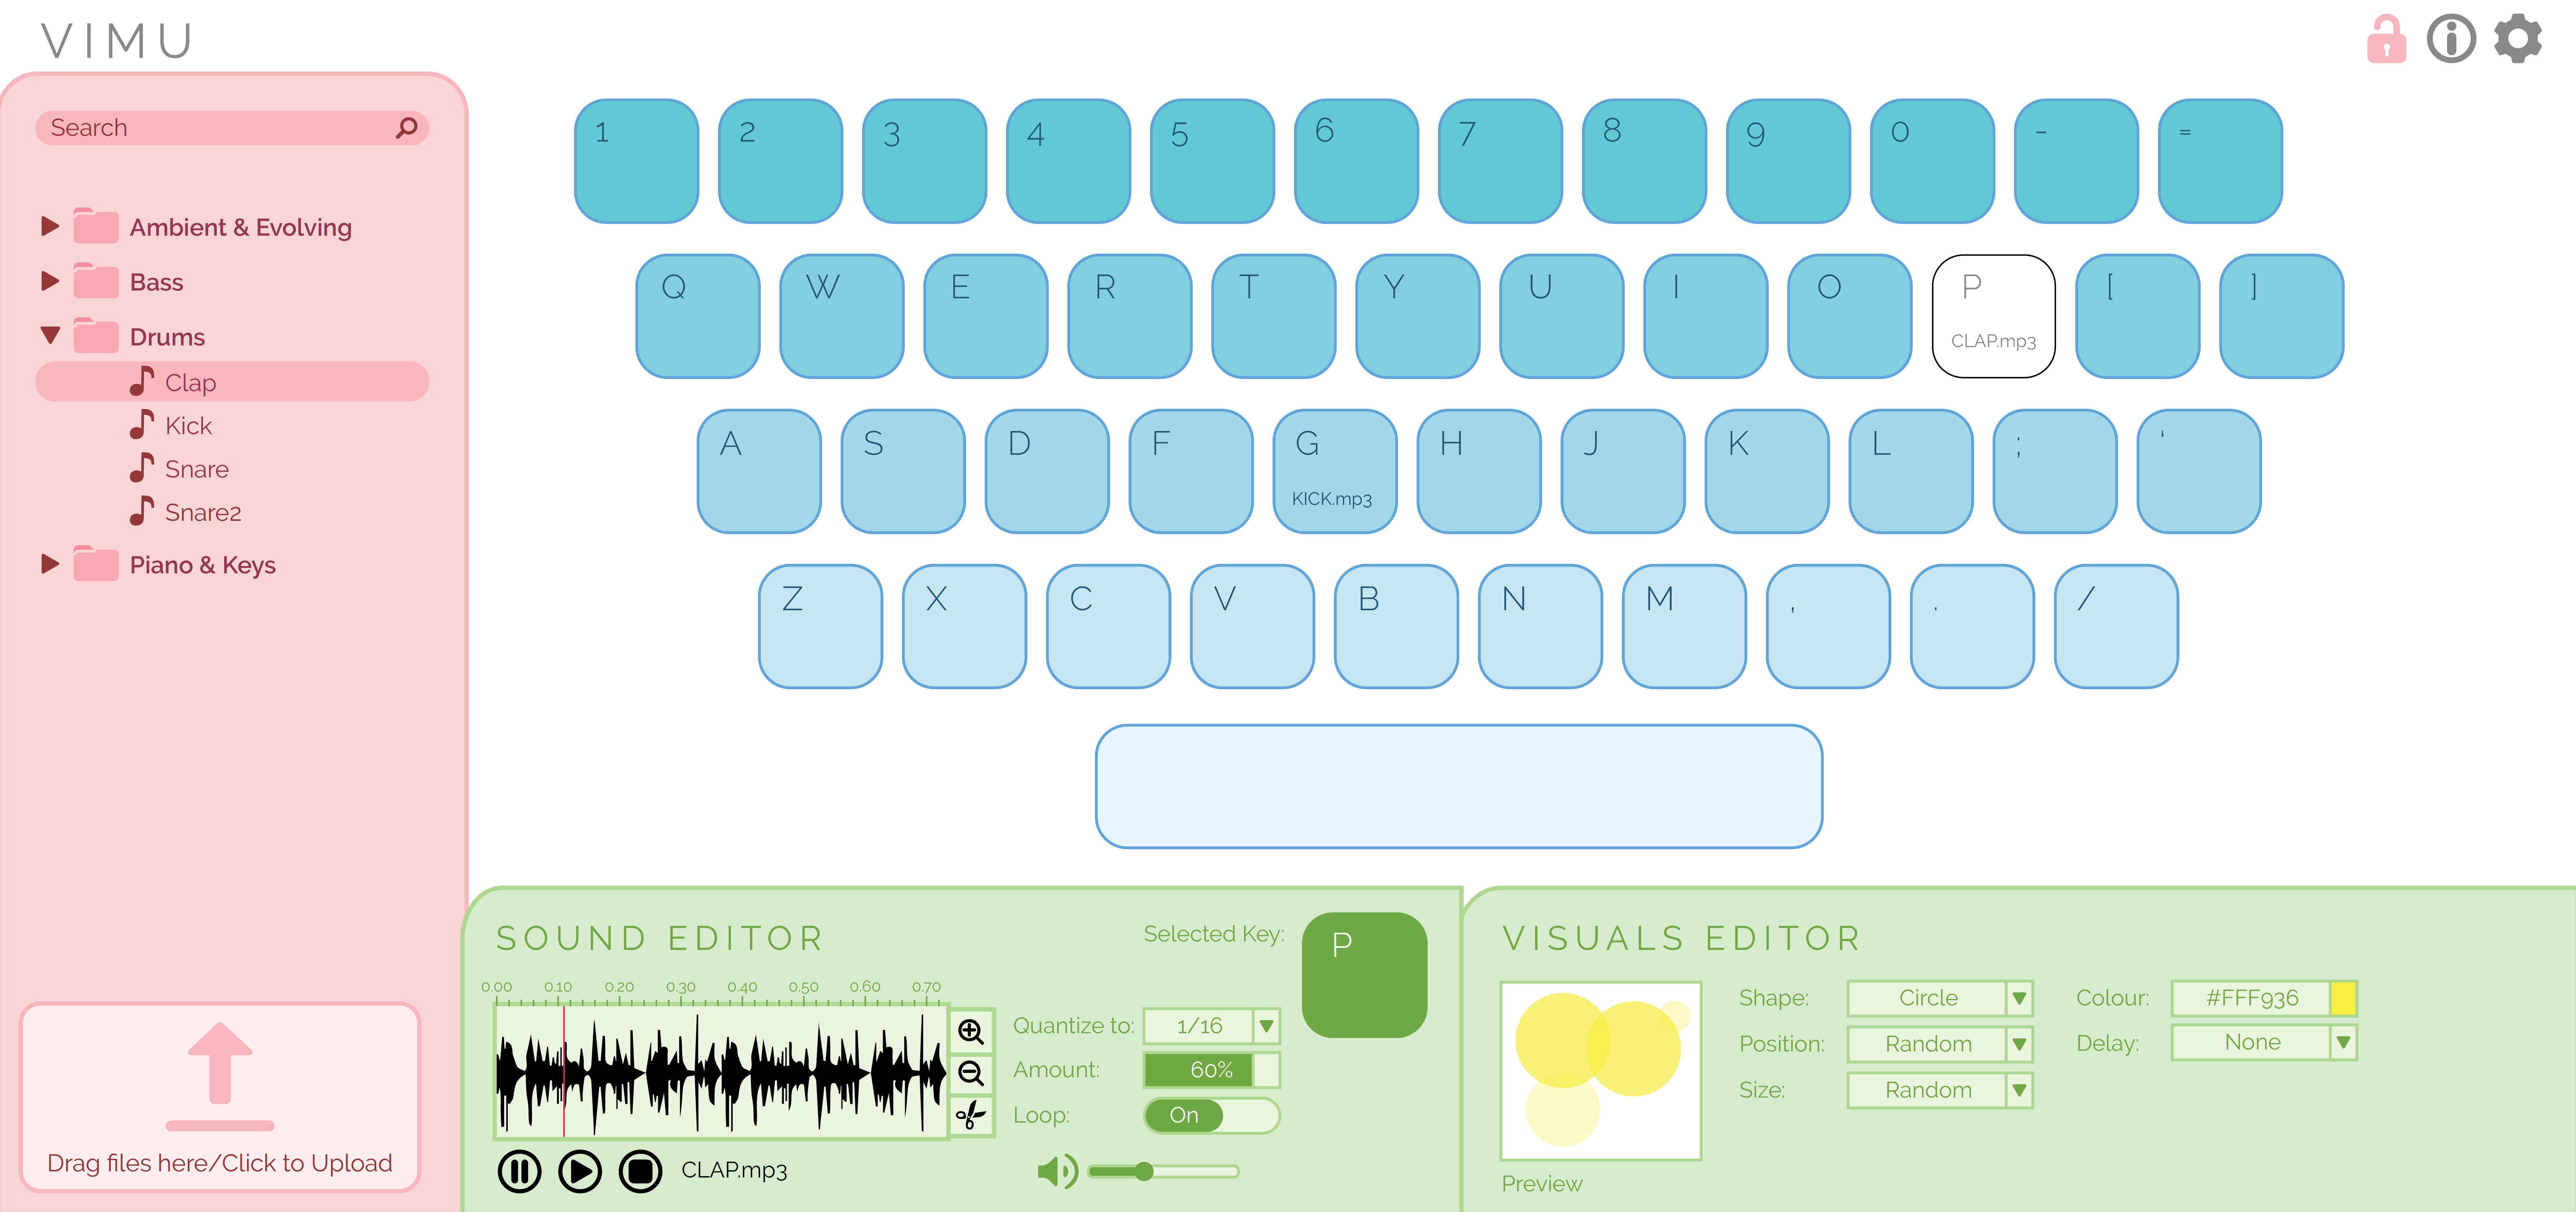 VIMU
Search
Ambient & Evolving
Bass
Drums
Clap
Kick
Snare
Snare2
Piano & Keys
Drag files here/Click to Upload
1 2 3 4 5 6 7 8 9 0 - =
Q W E R T Y U I O P [ ]
CLAP.mp3
A S D F G H J K L ; ‘
KICK.mp3
Z X C V B N M , . /
SOUND EDITOR
Selected Key: P
0.00 0.10 0.20 0.30 0.40 0.50 0.60 0.70
Quantize to: 1/16
Amount: 60%
Loop: On
CLAP.mp3
VISUALS EDITOR
Shape: Circle
Position: Random
Size: Random
Colour: #FFF936
Delay: None
Preview